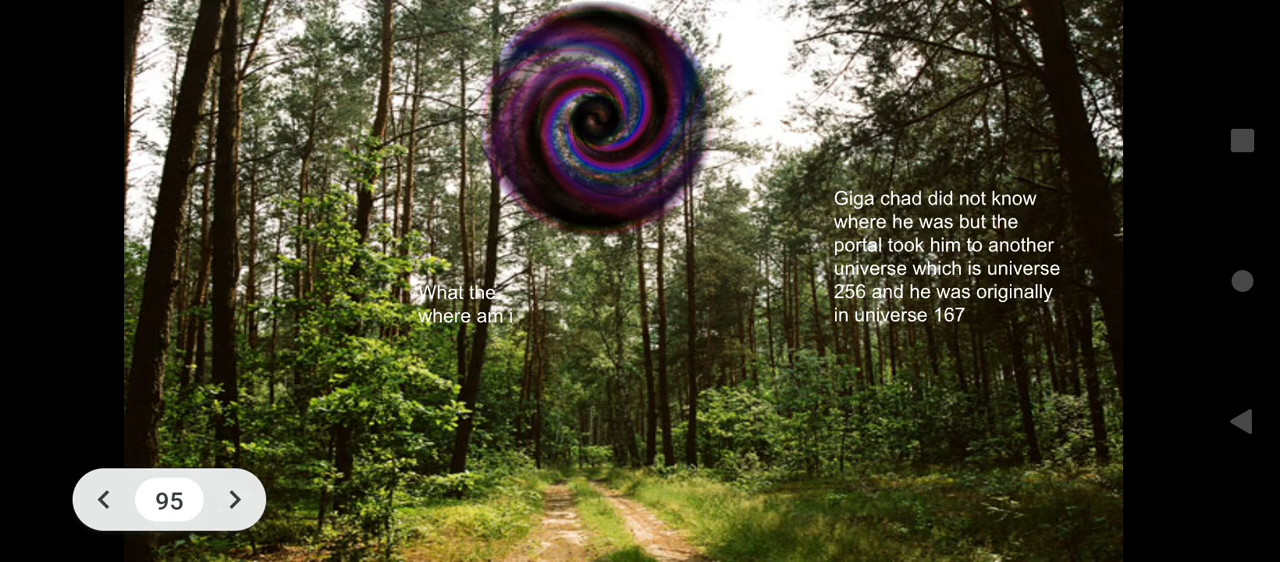 What the
where am i
Giga chad did not know
where he was but the
portal took him to another
universe which is universe
256 and he was originally
in universe 167
95